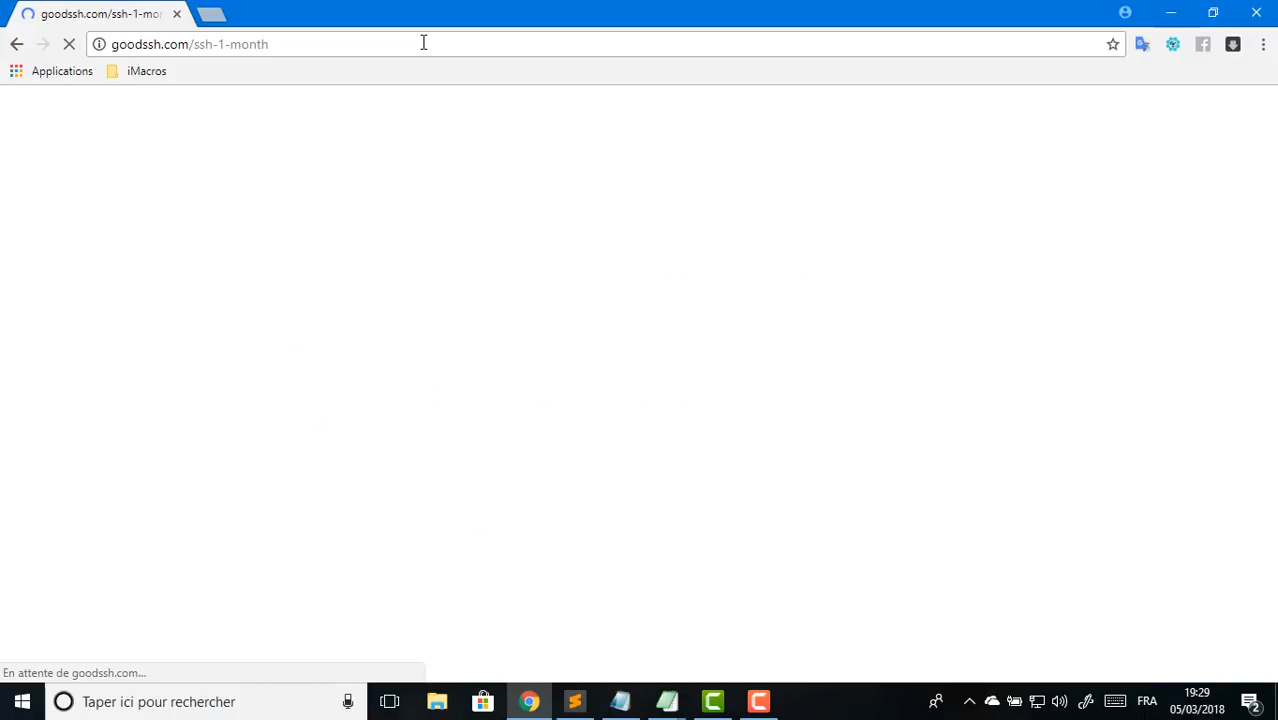 goodssh.com/ssh-1-mon
goodssh.com/ssh-1-month
Applications
iMacros
En attente de goodssh.com...
Taper ici pour rechercher
FRA
19:29
05/03/2018
2